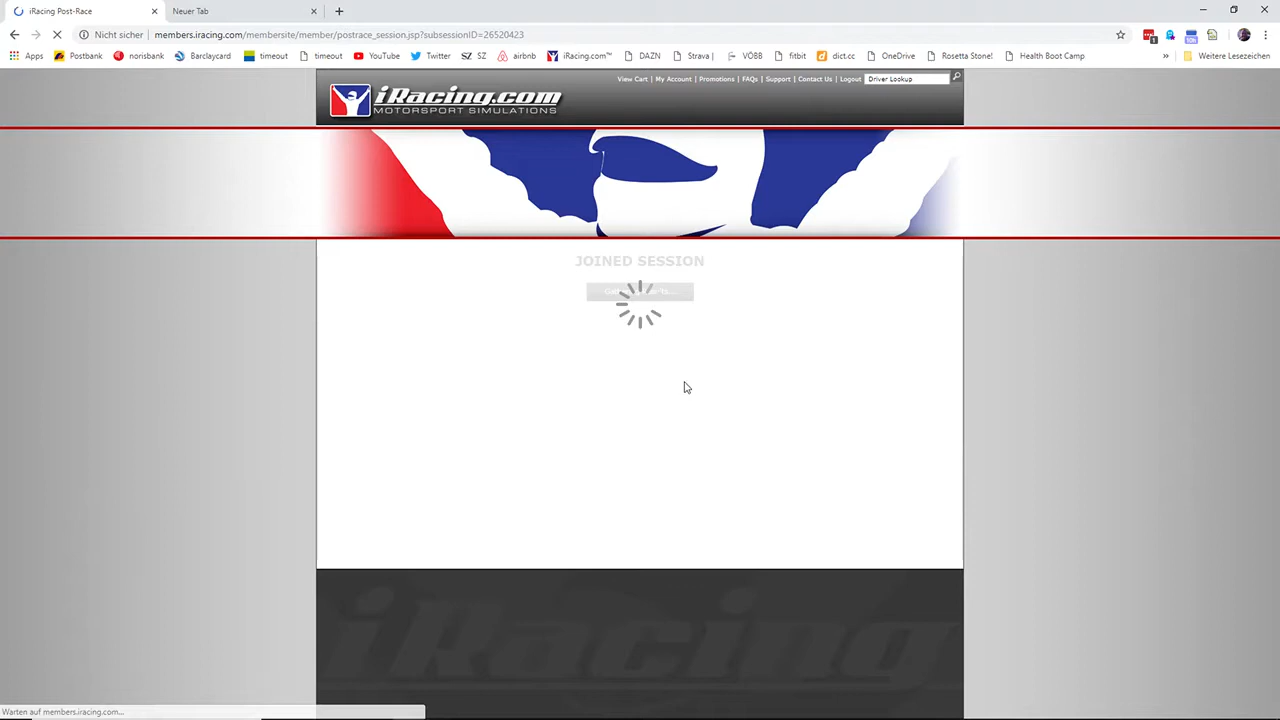 iRacing Post-Race
Neuer Tab
Nicht sicher | members.iracing.com/membersite/member/postrace_session.jsp?subsessionID=26520423
Apps Postbank norisbank Barclaycard timeout timeout YouTube Twitter SZ airbnb iRacing.com™ DAZN Strava | VÖBB fitbit dict.cc OneDrive Rosetta Stone! Health Boot Camp » Weitere Lesezeichen
View Cart | My Account | Promotions | FAQs | Support | Contact Us | Logout Driver Lookup
iRacing.com
MOTORSPORT SIMULATIONS
JOINED SESSION
iRacing
Warten auf members.iracing.com...